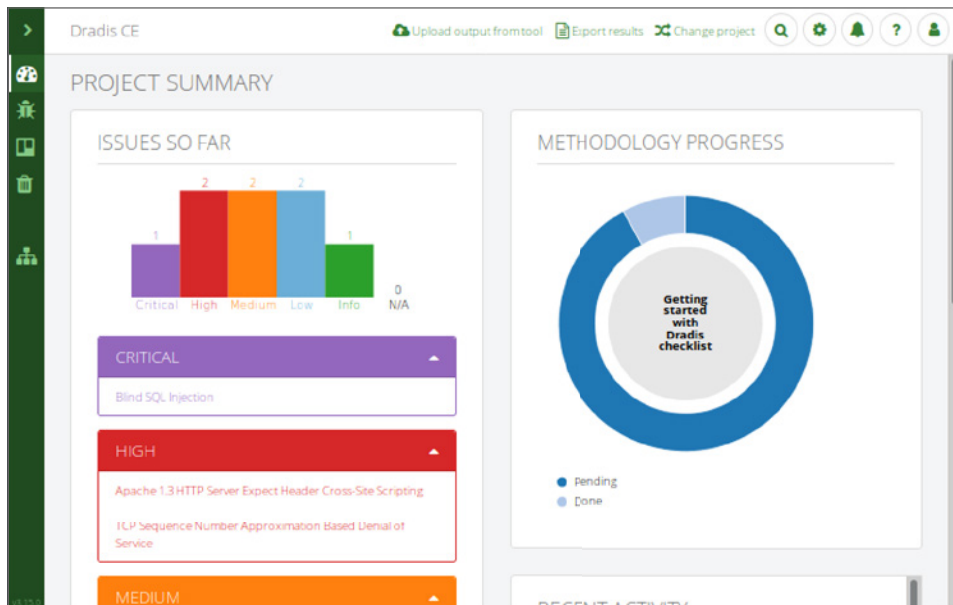 Dradis CE
Upload output from tool
Export results
Change project
PROJECT SUMMARY
ISSUES SO FAR
1
2
2
2
1
0
Critical
High
Medium
Low
Info
N/A
CRITICAL
Blind SQL Injection
HIGH
Apache 1.3 HTTP Server Expect Header Cross-Site Scripting
TCP Sequence Number Approximation Based Denial of
Service
MEDIUM
METHODOLOGY PROGRESS
Getting
started
with
Dradis
checklist
Pending
Done
RECENT ACTIVITY